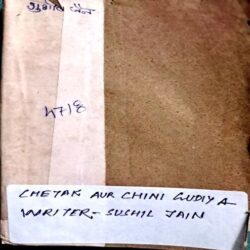 सुशील जैन
4718
CHETAK AUR CHINI GUDIYA
WRITER- SUSHIL JAIN